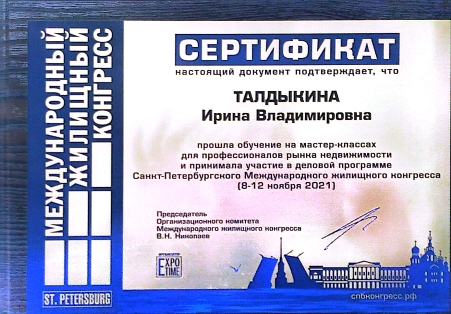 МЕЖДУНАРОДНЫЙ
ЖИЛИЩНЫЙ
КОНГРЕСС
ST. PETERSBURG
СЕРТИФИКАТ
настоящий документ подтверждает, что
ТАЛДЫКИНА
Ирина Владимировна
прошла обучение на мастер-классах
для профессионалов рынка недвижимости
и принимала участие в деловой программе
Санкт-Петербургского Международного жилищного конгресса
(8-12 ноября 2021)
Председатель
Организационного комитета
Международного жилищного конгресса
В.Н. Николаев
EXPO
TIME
спбконгресс.рф